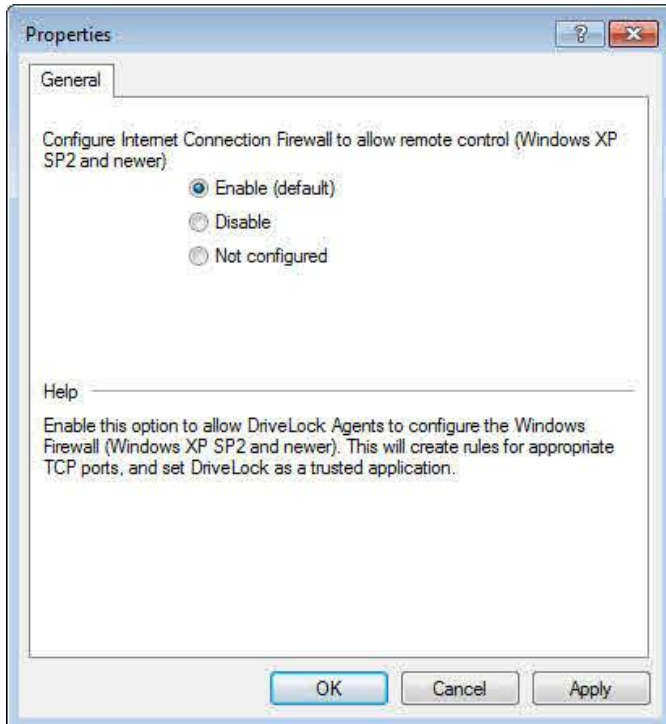 Properties
?
General
Configure Internet Connection Firewall to allow remote control (Windows XP
SP2 and newer)
Enable (default)
Disable
Not configured
Help
Enable this option to allow DriveLock Agents to configure the Windows
Firewall (Windows XP SP2 and newer). This will create rules for appropriate
TCP ports, and set DriveLock as a trusted application.
OK
Cancel
Apply